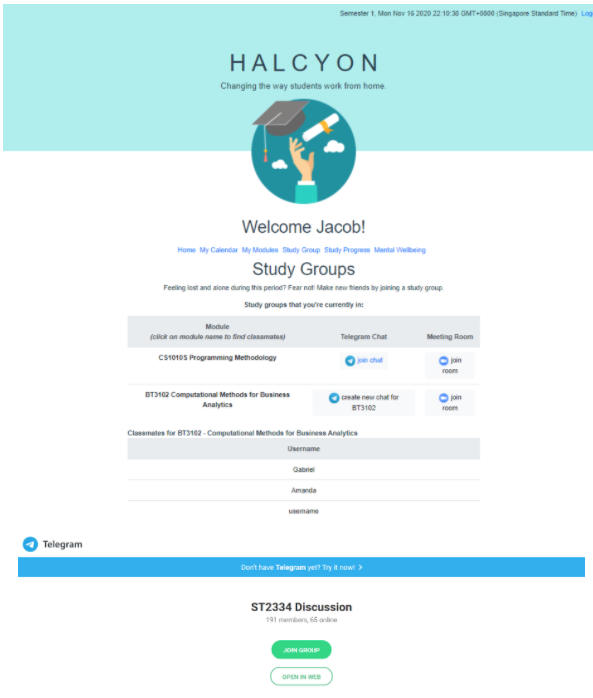 Semester 1, Mon Nov 16 2020 22:10:30 GMT+0800 (Singapore Standard Time) Log
HALCYON
Changing the way students work from home.
Welcome Jacob!
Home My Calendar My Modules Study Group Study Progress Mental Wellbeing
Study Groups
Feeling lost and alone during this period? Fear not! Make new friends by joining a study group.
Study groups that you're currently in:
Module
(click on module name to find classmates)
Telegram Chat
Meeting Room
CS1010S Programming Methodology
join chat
join
room
BT3102 Computational Methods for Business
Analytics
create new chat for
BT3102
join
room
Classmates for BT3102 - Computational Methods for Business Analytics
Username
Gabriel
Amanda
username
Telegram
Don't have Telegram yet? Try it now! >
ST2334 Discussion
191 members, 65 online
JOIN GROUP
OPEN IN WEB